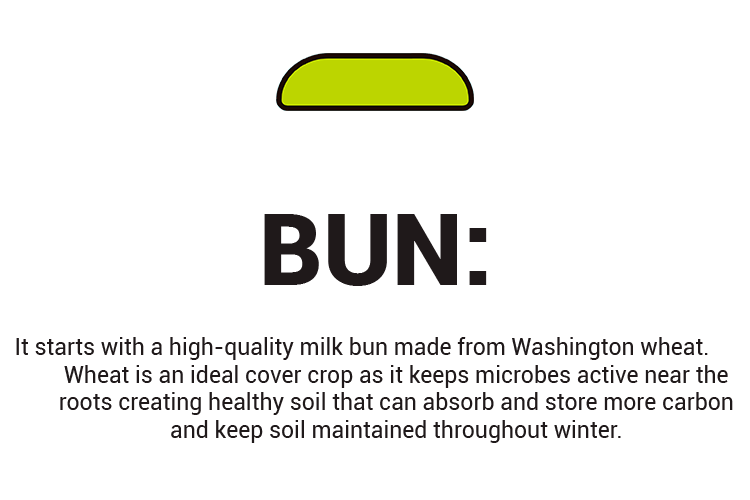 BUN:
It starts with a high-quality milk bun made from Washington wheat.
Wheat is an ideal cover crop as it keeps microbes active near the
roots creating healthy soil that can absorb and store more carbon
and keep soil maintained throughout winter.